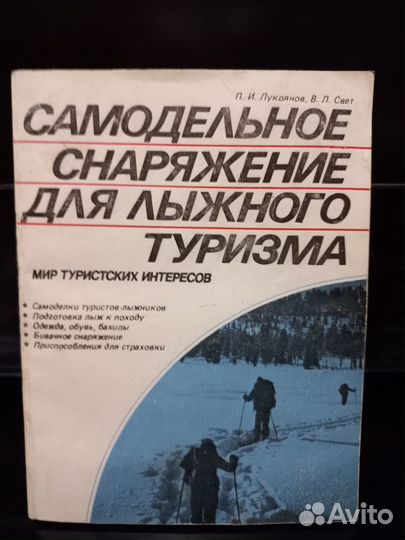 П. И. Лукоянов, В. Л. Свет
САМОДЕЛЬНОЕ
СНАРЯЖЕНИЕ
ДЛЯ ЛЫЖНОГО
ТУРИЗМА
МИР ТУРИСТСКИХ ИНТЕРЕСОВ
★ Самоделки туристов-лыжников
★ Подготовка лыж к походу
★ Одежда, обувь, бахилы
★ Бивачное снаряжение
★ Приспособления для страховки
Avito